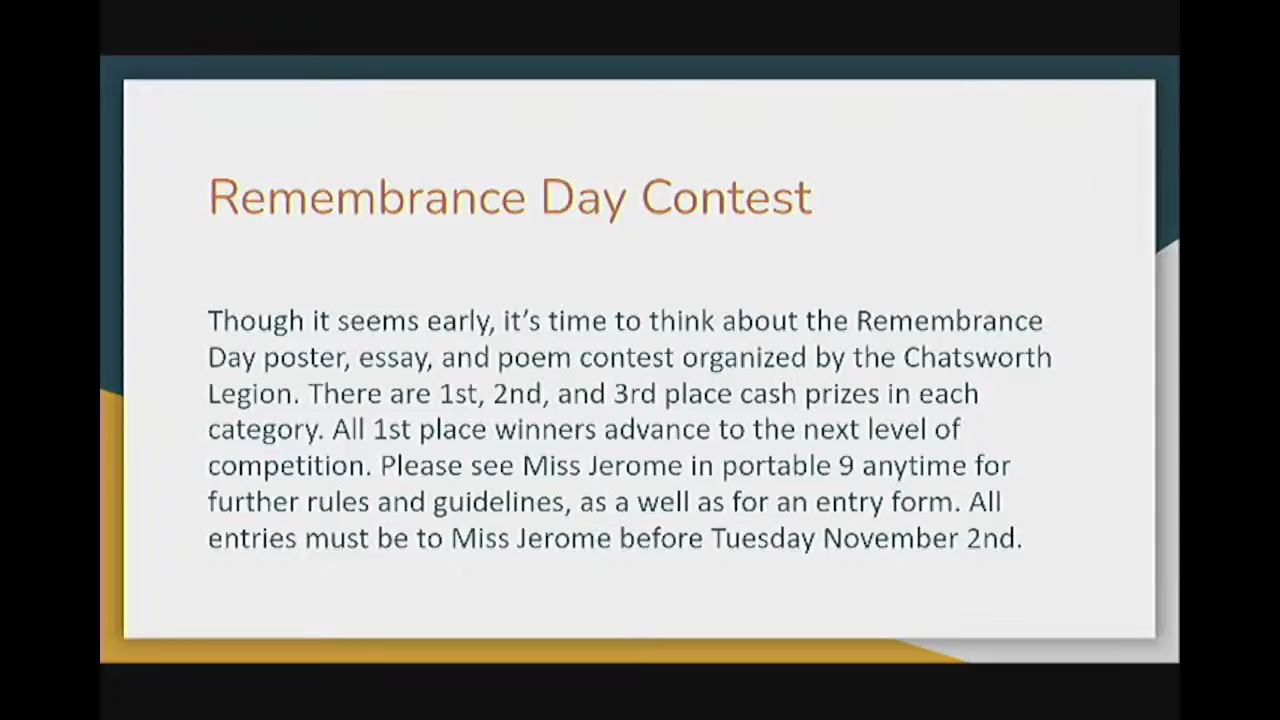 Remembrance Day Contest
Though it seems early, it’s time to think about the Remembrance
Day poster, essay, and poem contest organized by the Chatsworth
Legion. There are 1st, 2nd, and 3rd place cash prizes in each
category. All 1st place winners advance to the next level of
competition. Please see Miss Jerome in portable 9 anytime for
further rules and guidelines, as a well as for an entry form. All
entries must be to Miss Jerome before Tuesday November 2nd.